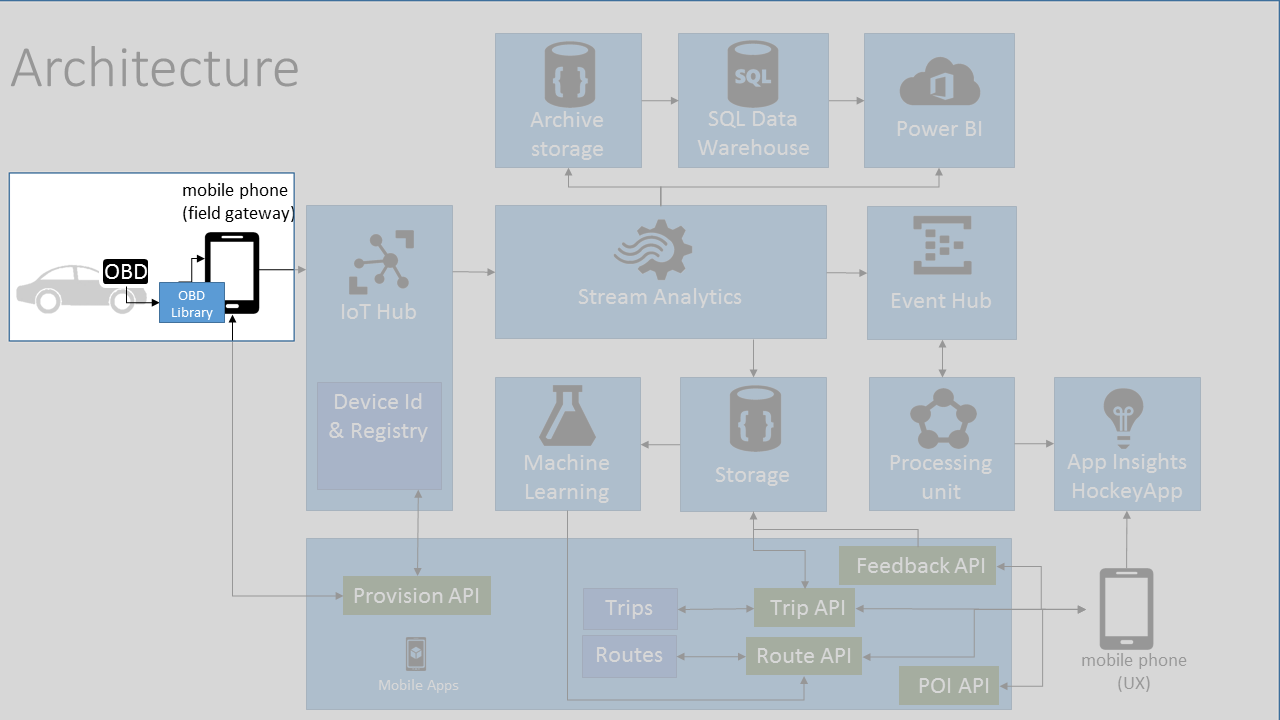 Architecture
Archive
storage
SQL
SQL Data
Warehouse
Power BI
mobile phone
(field gateway)
OBD
OBD
Library
IoT Hub
Stream Analytics
Event Hub
Device Id
& Registry
Machine
Learning
Storage
Processing
unit
App Insights
HockeyApp
Feedback API
Provision API
Trips
Trip API
Routes
Route API
POI API
Mobile Apps
mobile phone
(UX)